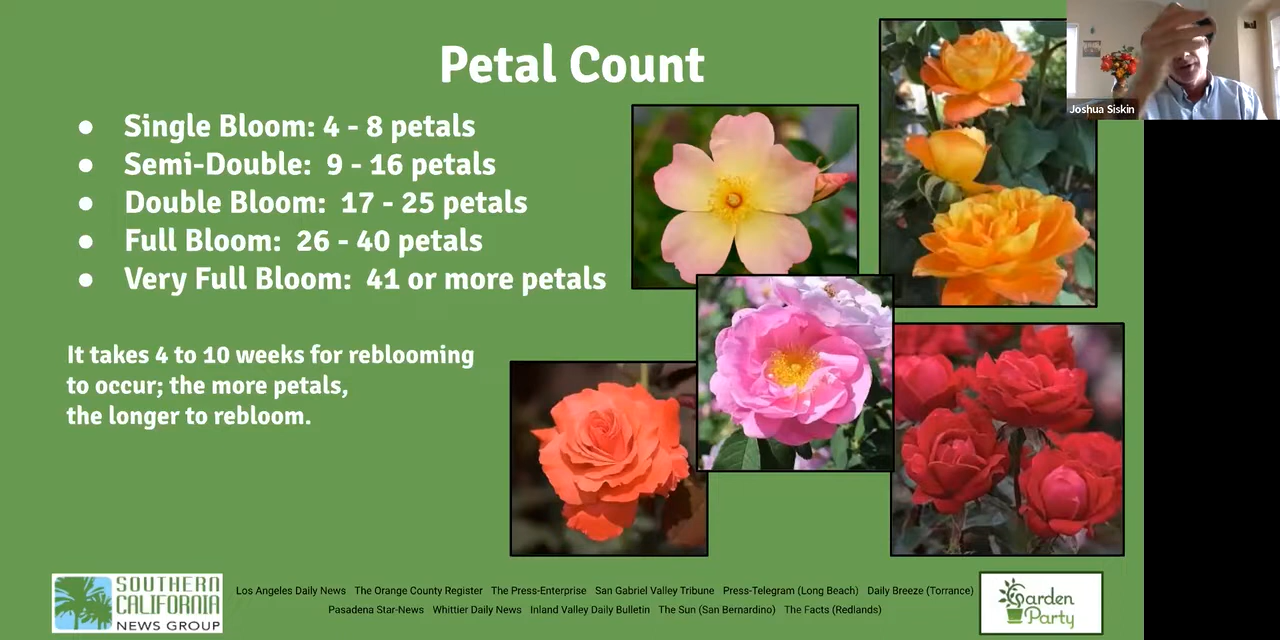 Petal Count
● Single Bloom: 4 - 8 petals
● Semi-Double: 9 - 16 petals
● Double Bloom: 17 - 25 petals
● Full Bloom: 26 - 40 petals
● Very Full Bloom: 41 or more petals
It takes 4 to 10 weeks for reblooming
to occur; the more petals,
the longer to rebloom.
Joshua Siskin
SOUTHERN
CALIFORNIA
NEWS GROUP
Los Angeles Daily News The Orange County Register The Press-Enterprise San Gabriel Valley Tribune Press-Telegram (Long Beach) Daily Breeze (Torrance)
Pasadena Star-News Whittier Daily News Inland Valley Daily Bulletin The Sun (San Bernardino) The Facts (Redlands)
Garden
Party